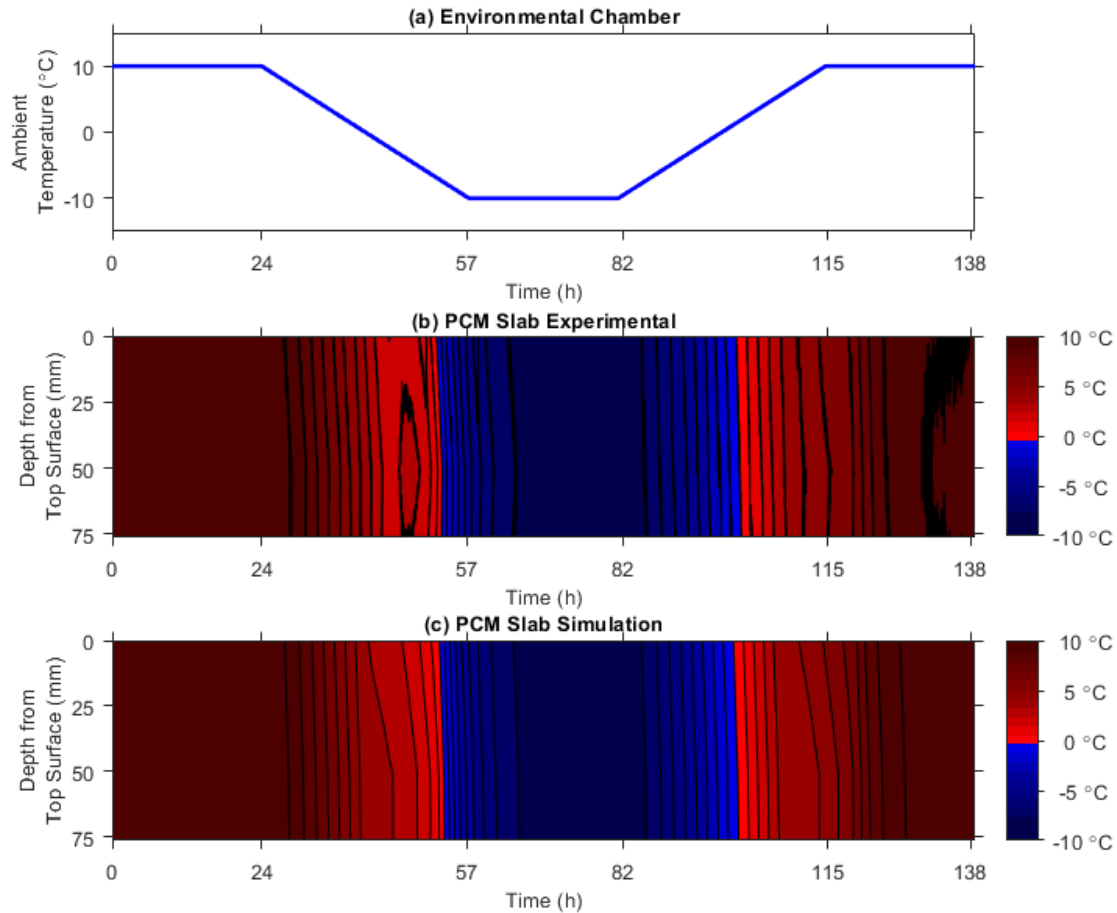 (a) Environmental Chamber
Ambient
Temperature (°C)
10
0
-10
0 24 57 82 115 138
Time (h)
(b) PCM Slab Experimental
Depth from
Top Surface (mm)
0
25
50
75
0 24 57 82 115 138
Time (h)
10 °C
5 °C
0 °C
-5 °C
-10 °C
(c) PCM Slab Simulation
Depth from
Top Surface (mm)
0
25
50
75
0 24 57 82 115 138
Time (h)
10 °C
5 °C
0 °C
-5 °C
-10 °C